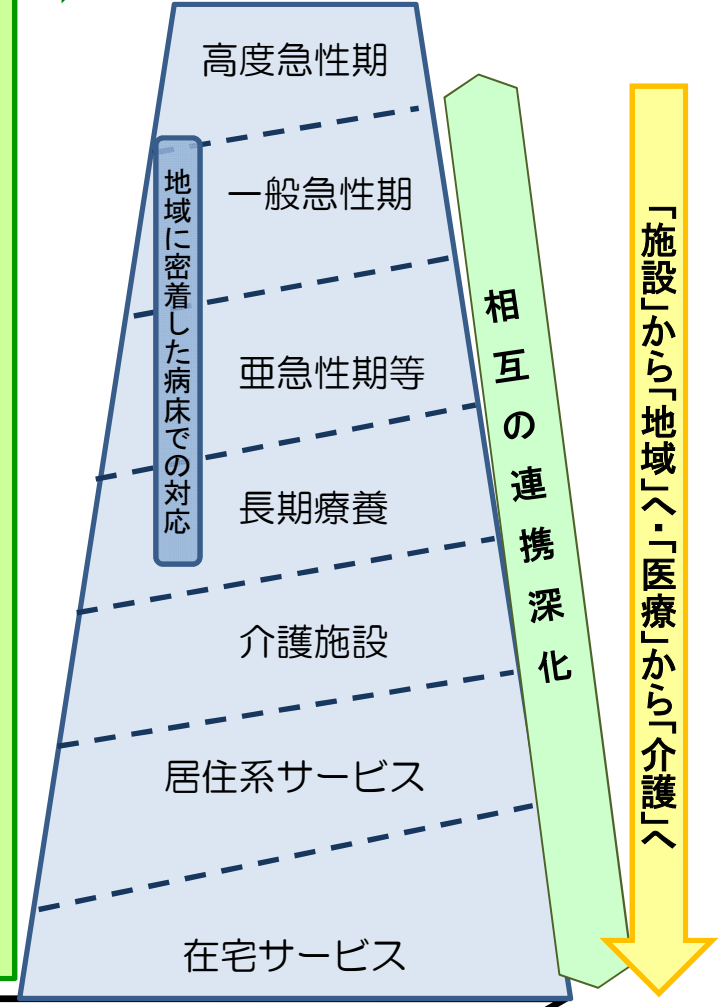 高度急性期
一般急性期
亜急性期等
長期療養
介護施設
居住系サービス
在宅サービス
地域に密着した病床での対応
相互の連携深化
「施設」から「地域」へ・「医療」から「介護」へ